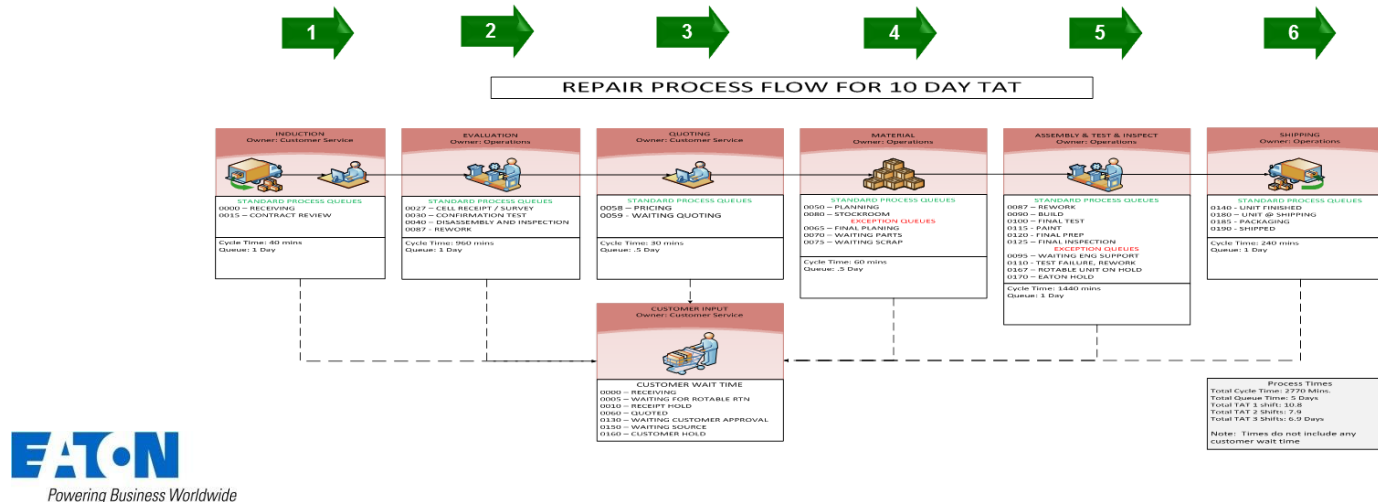 1
2
3
4
5
6
REPAIR PROCESS FLOW FOR 10 DAY TAT
INDUCTION
Owner: Customer Service
STANDARD PROCESS QUEUES
0000 – RECEIVING
0015 – CONTRACT REVIEW
Cycle Time: 40 mins
Queue: 1 Day
EVALUATION
Owner: Operations
STANDARD PROCESS QUEUES
0027 – CELL RECEIPT / SURVEY
0030 – CONFIRMATION TEST
0040 – DISASSEMBLY AND INSPECTION
0087 - REWORK
Cycle Time: 960 mins
Queue: 1 Day
QUOTING
Owner: Customer Service
STANDARD PROCESS QUEUES
0058 – PRICING
0059 - WAITING QUOTING
Cycle Time: 30 mins
Queue: .5 Day
MATERIAL
Owner: Operations
STANDARD PROCESS QUEUES
0050 – PLANNING
0080 – STOCKROOM
EXCEPTION QUEUES
0065 – FINAL PLANING
0070 – WAITING PARTS
0075 – WAITING SCRAP
Cycle Time: 60 mins
Queue: .5 Day
ASSEMBLY & TEST & INSPECT
Owner: Operations
STANDARD PROCESS QUEUES
0087 – REWORK
0090 – BUILD
0100 – FINAL TEST
0115 – PAINT
0120 – FINAL PREP
0125 – FINAL INSPECTION
EXCEPTION QUEUES
0095 – WAITING ENG SUPPORT
0110 - TEST FAILURE, REWORK
0167 – ROTABLE UNIT ON HOLD
0170 – EATON HOLD
Cycle Time: 1440 mins
Queue: 1 Day
SHIPPING
Owner: Operations
STANDARD PROCESS QUEUES
0140 - UNIT FINISHED
0180 – UNIT @ SHIPPING
0185 – PACKAGING
0190 - SHIPPED
Cycle Time: 240 mins
Queue: 1 Day
CUSTOMER INPUT
Owner: Customer Service
CUSTOMER WAIT TIME
0000 – RECEIVING
0005 – WAITING FOR ROTABLE RTN
0010 – RECEIPT HOLD
0060 – QUOTED
0130 – WAITING CUSTOMER APPROVAL
0150 – WAITING SOURCE
0160 – CUSTOMER HOLD
Process Times
Total Cycle Time: 2770 Mins.
Total Queue Time: 5 Days
Total TAT 1 shift: 10.8
Total TAT 2 Shifts: 7.9
Total TAT 3 Shifts: 6.9 Days
Note: Times do not include any
customer wait time
EATON
Powering Business Worldwide